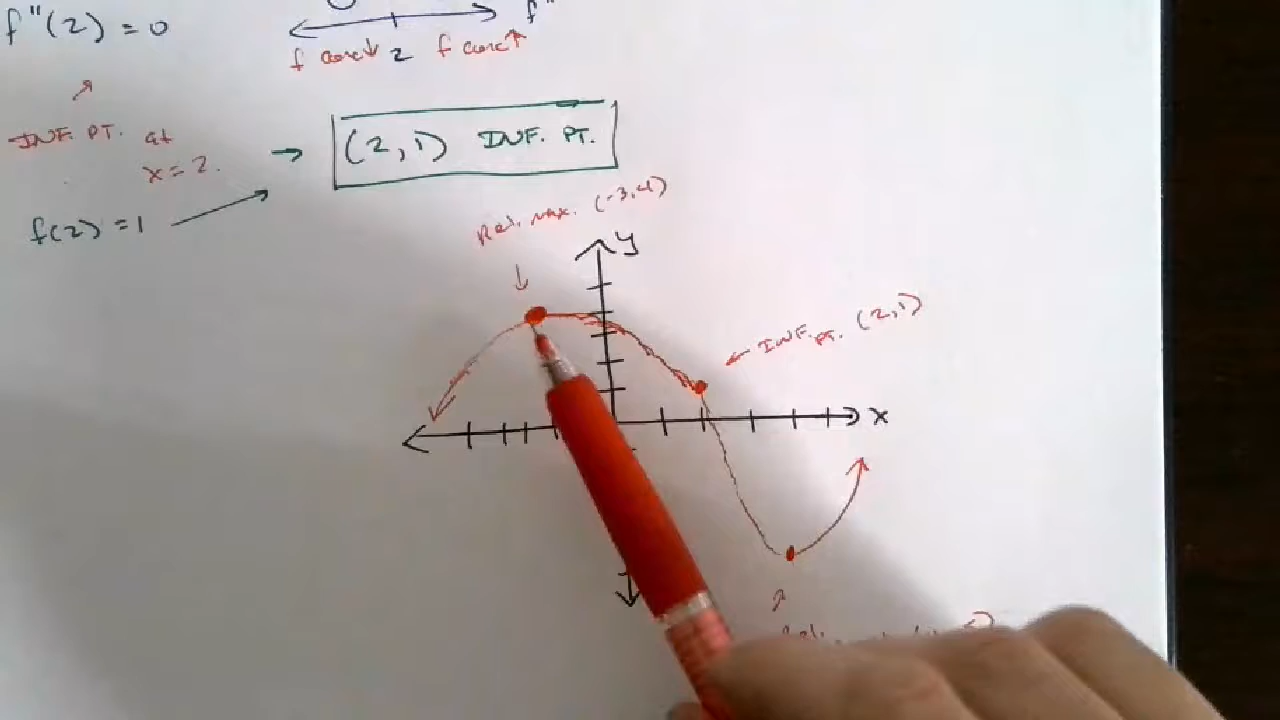 f"(2) = 0
f"
f conc↓ 2 f conc↑
INF. PT. at
x = 2.
→ (2,1) INF. PT.
f(2) = 1
Rel. Max. (-3,4)
↓
y
← INF. PT. (2,1)
x
Rel.